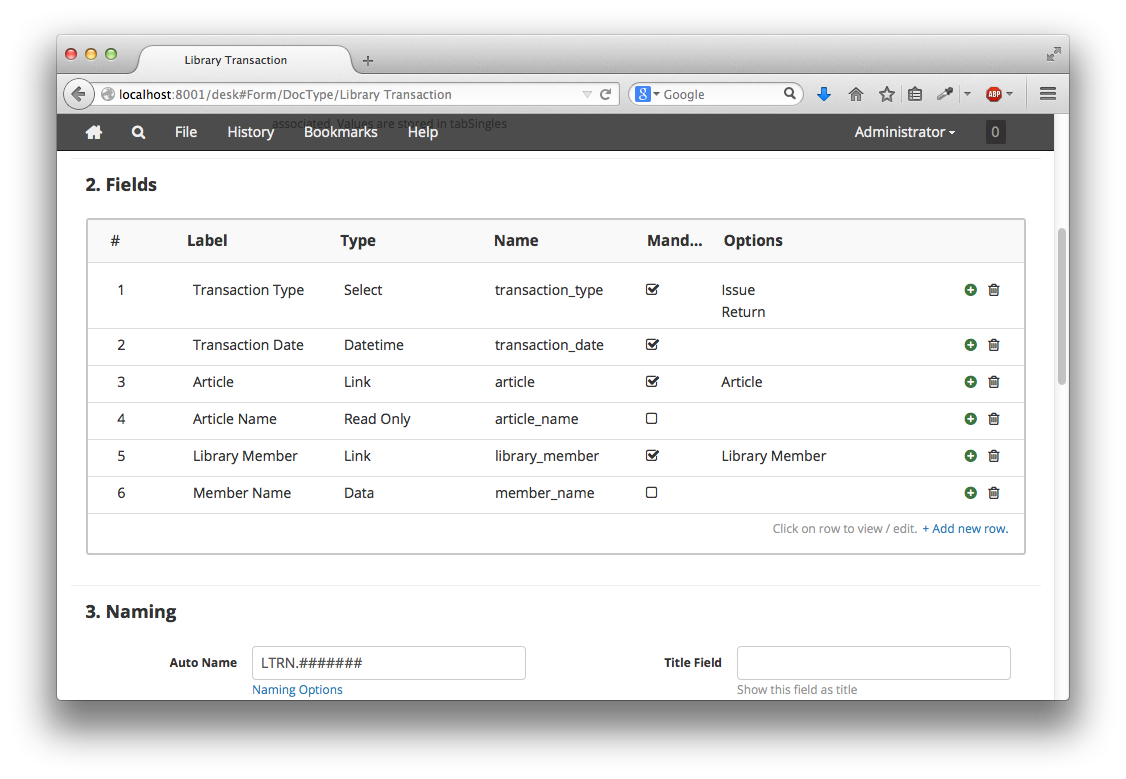 Library Transaction
localhost:8001/desk#Form/DocType/Library Transaction
8 Google
ABP
associated. Values are stored in tabSingles
File History Bookmarks Help Administrator 0
2. Fields
# Label Type Name Mand... Options
1 Transaction Type Select transaction_type Issue
Return
2 Transaction Date Datetime transaction_date
3 Article Link article Article
4 Article Name Read Only article_name
5 Library Member Link library_member Library Member
6 Member Name Data member_name
Click on row to view / edit. + Add new row.
3. Naming
Auto Name LTRN.####### Title Field
Naming Options Show this field as title